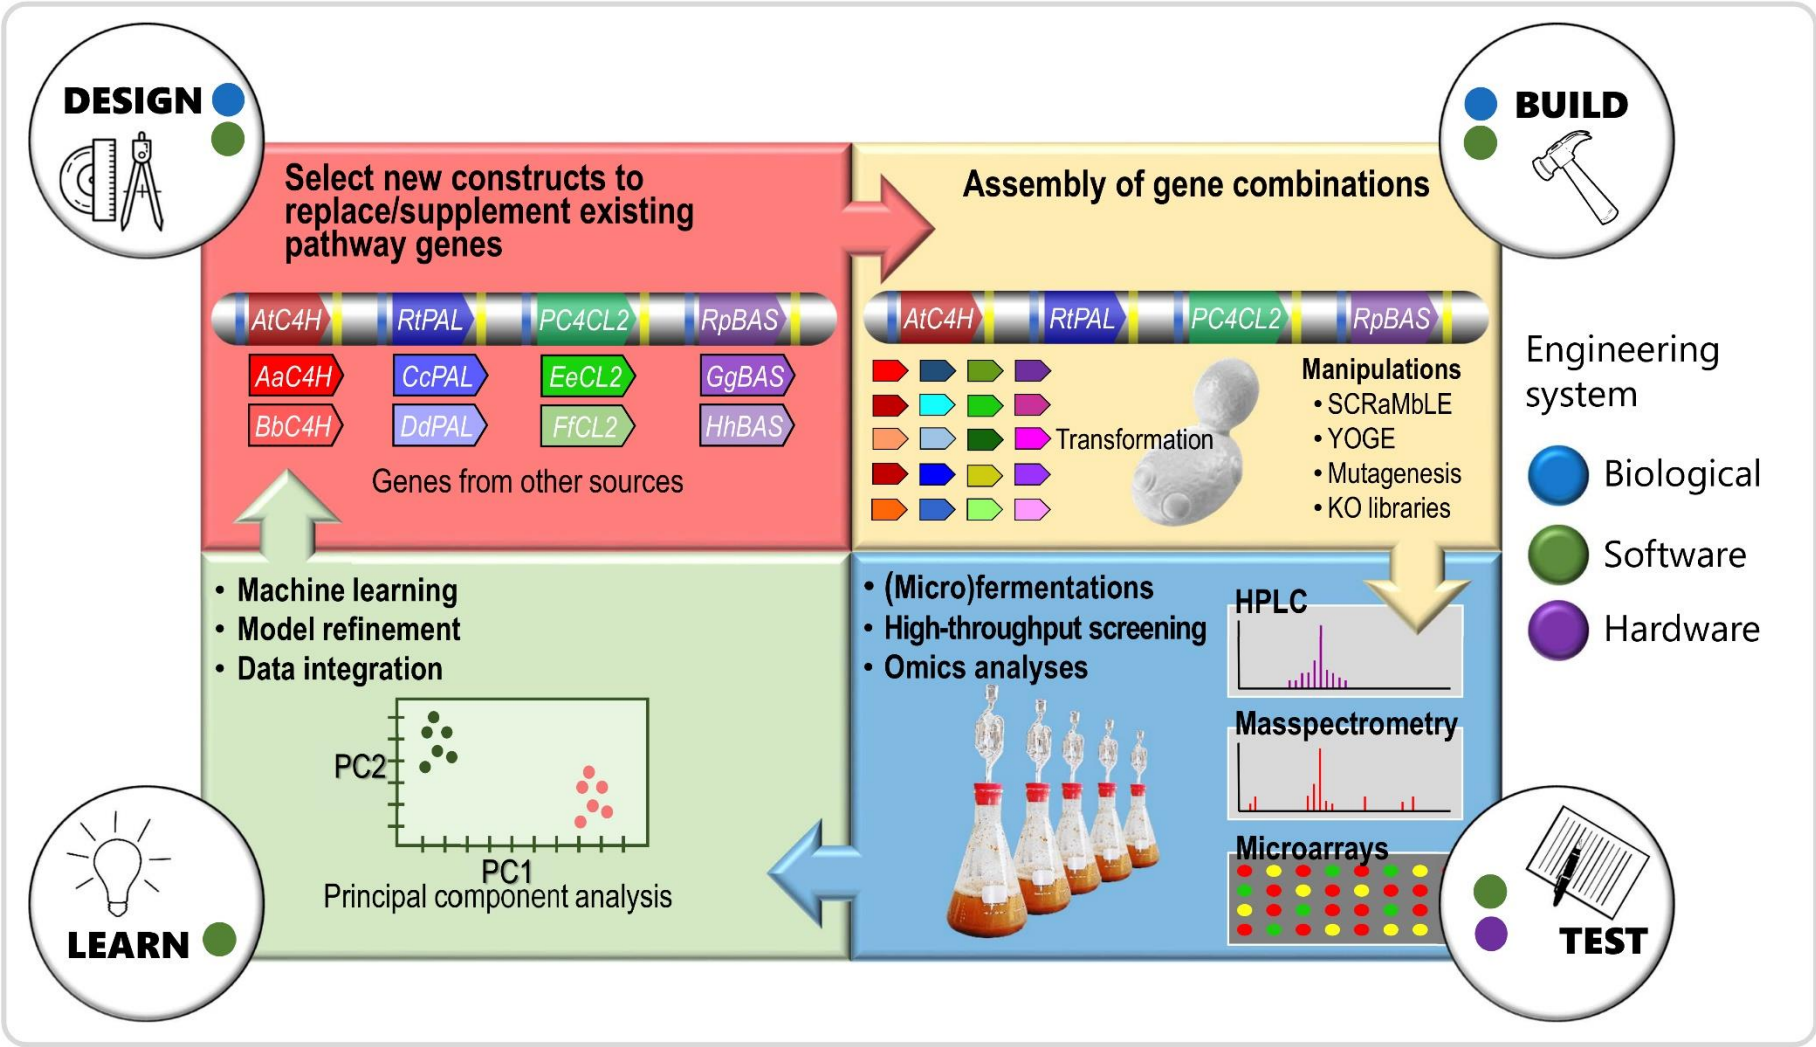 DESIGN
Select new constructs to
replace/supplement existing
pathway genes
AtC4H RtPAL PC4CL2 RpBAS
AaC4H CcPAL EeCL2 GgBAS
BbC4H DdPAL FfCL2 HhBAS
Genes from other sources
BUILD
Assembly of gene combinations
AtC4H RtPAL PC4CL2 RpBAS
Transformation
Manipulations
• SCRaMbLE
• YOGE
• Mutagenesis
• KO libraries
Engineering
system
Biological
Software
Hardware
• Machine learning
• Model refinement
• Data integration
PC2
PC1
Principal component analysis
LEARN
• (Micro)fermentations
• High-throughput screening
• Omics analyses
HPLC
Masspectrometry
Microarrays
TEST